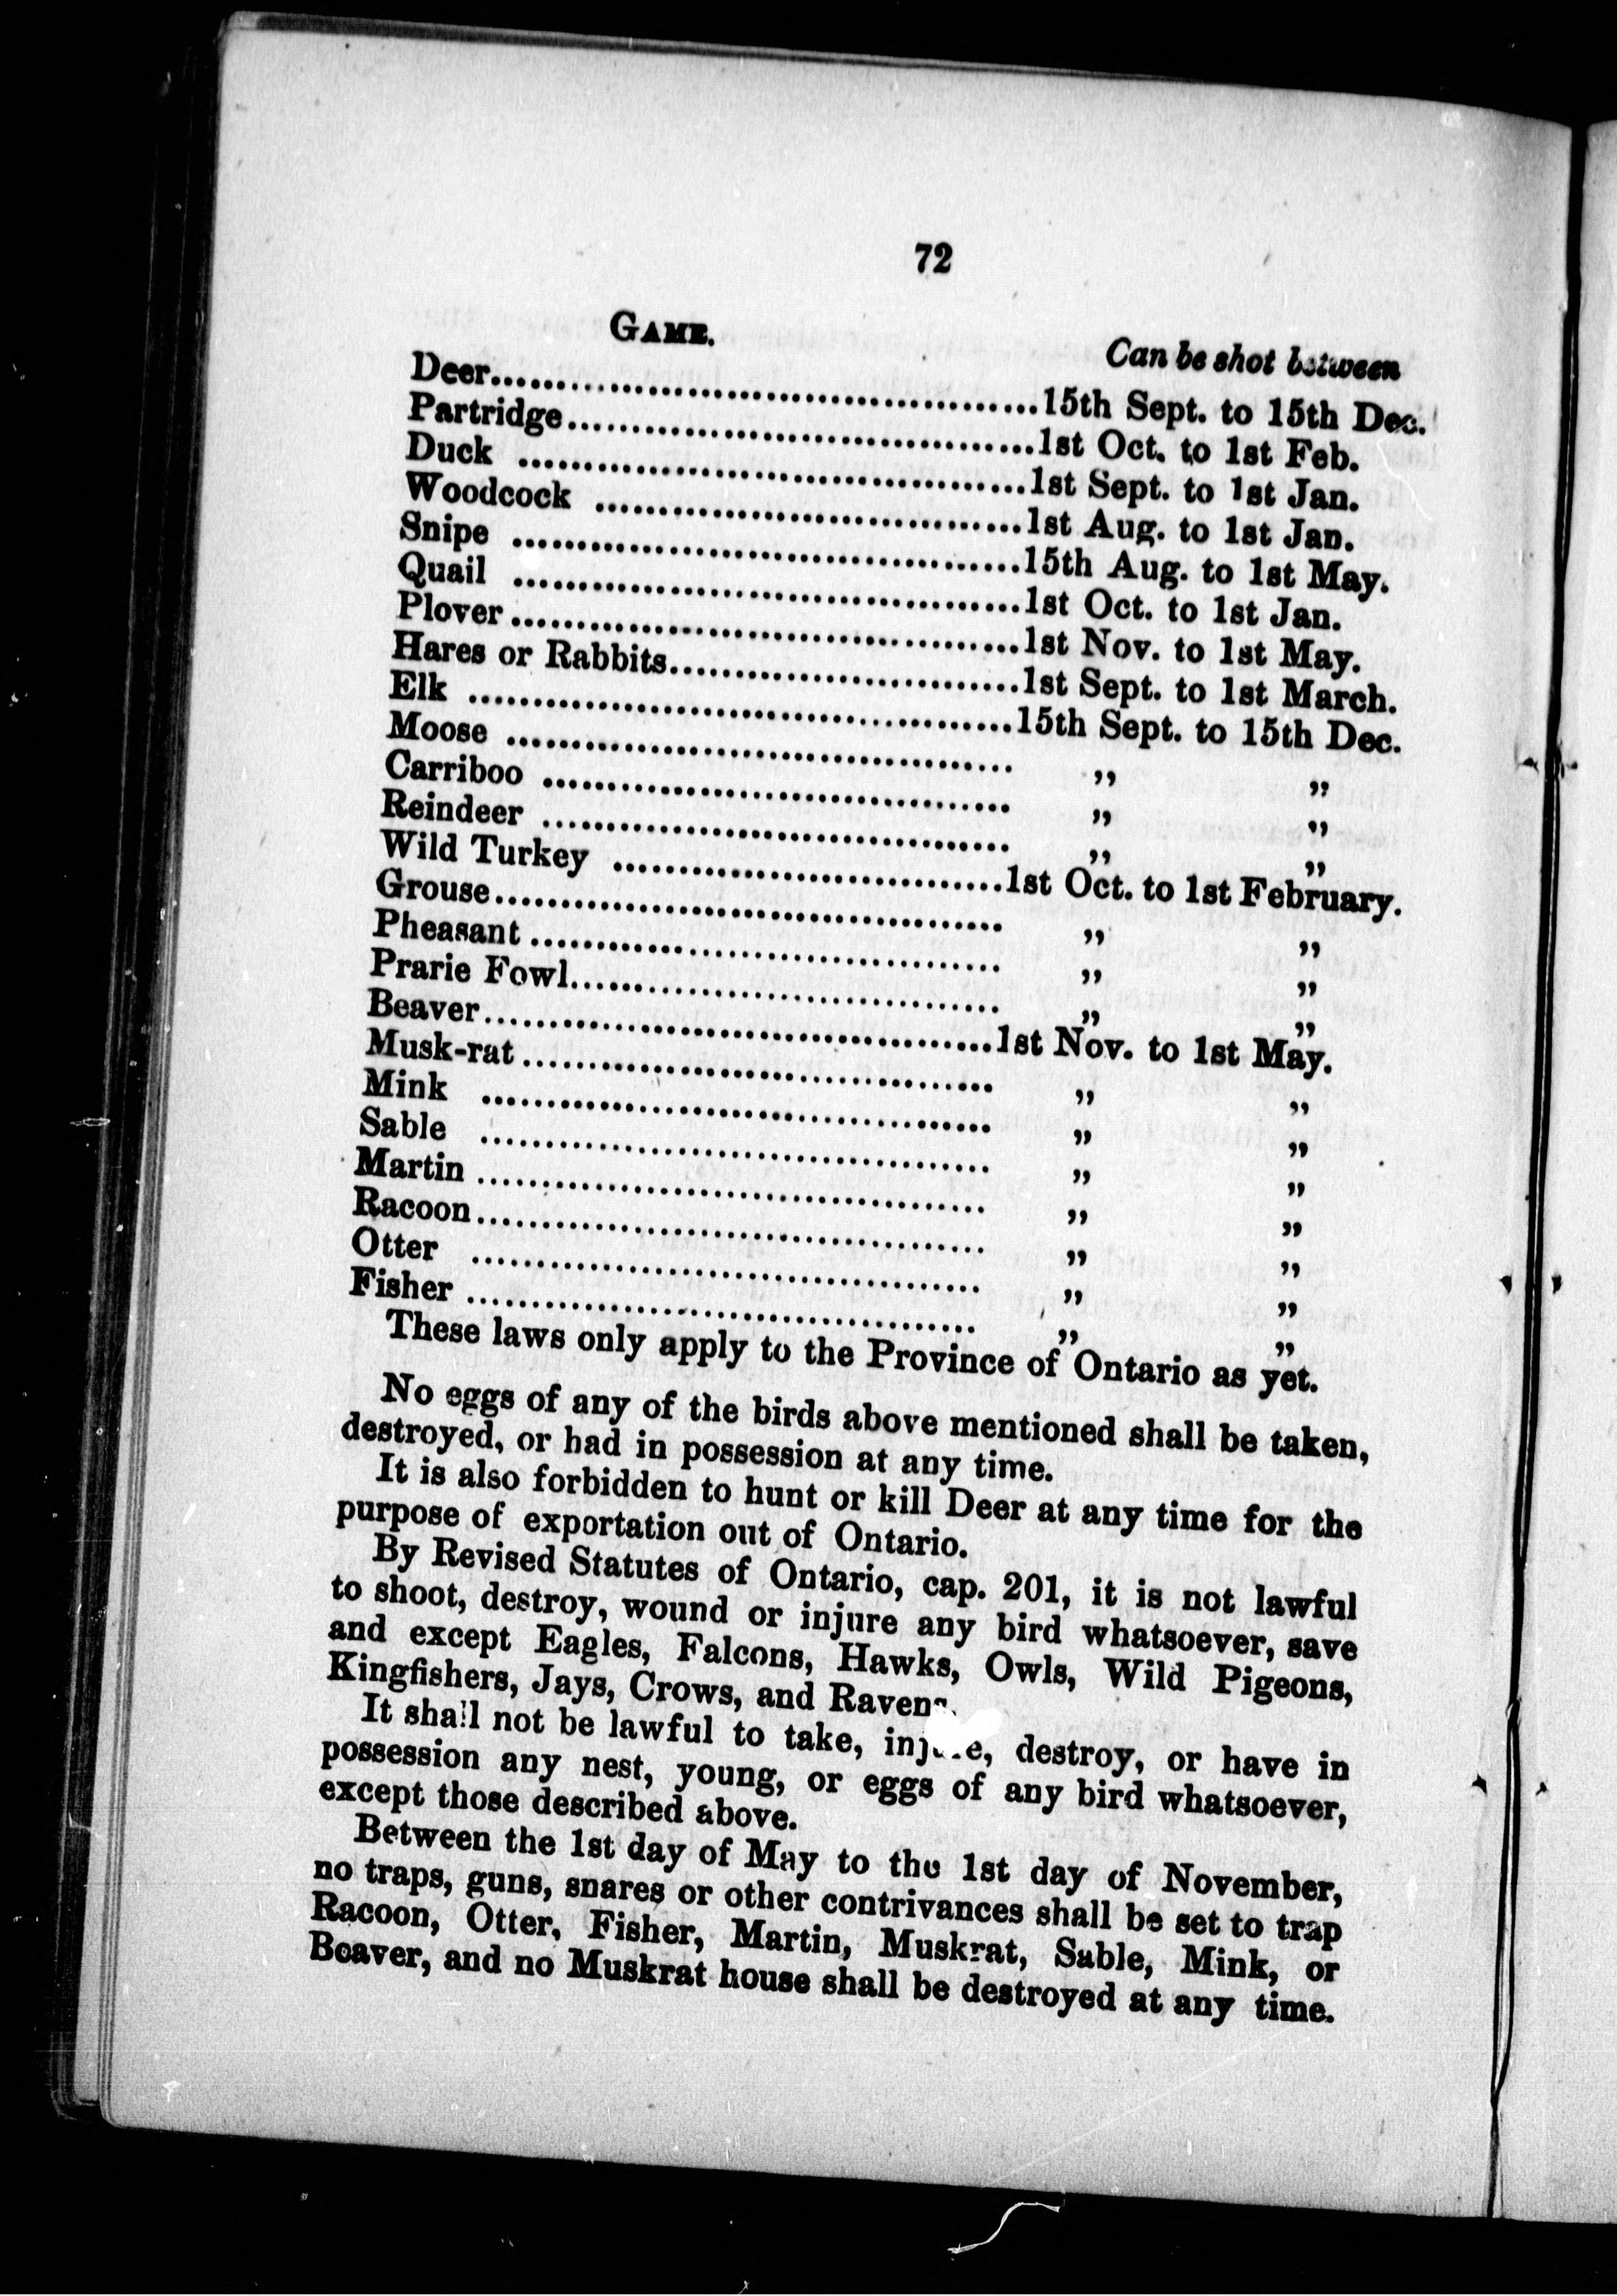 72
GAME. Can be shot between
Deer........................................15th Sept. to 15th Dec.
Partridge....................................1st Oct. to 1st Feb.
Duck .......................................1st Sept. to 1st Jan.
Woodcock .................................1st Aug. to 1st Jan.
Snipe .......................................15th Aug. to 1st May.
Quail .......................................1st Oct. to 1st Jan.
Plover.......................................1st Nov. to 1st May.
Hares or Rabbits...........................1st Sept. to 1st March.
Elk ..........................................15th Sept. to 15th Dec.
Moose ....................................... „ „
Carriboo .................................... „ „
Reindeer .................................... „ „
Wild Turkey ..............................1st Oct. to 1st February.
Grouse....................................... „ „
Pheasant .................................... „ „
Prarie Fowl................................. „ „
Beaver.......................................1st Nov. to 1st May.
Musk-rat .................................... „ „
Mink ....................................... „ „
Sable ....................................... „ „
Martin ....................................... „ „
Racoon....................................... „ „
Otter ....................................... „ „
Fisher ....................................... „ „
These laws only apply to the Province of Ontario as yet.
No eggs of any of the birds above mentioned shall be taken,
destroyed, or had in possession at any time.
It is also forbidden to hunt or kill Deer at any time for the
purpose of exportation out of Ontario.
By Revised Statutes of Ontario, cap. 201, it is not lawful
to shoot, destroy, wound or injure any bird whatsoever, save
and except Eagles, Falcons, Hawks, Owls, Wild Pigeons,
Kingfishers, Jays, Crows, and Ravens.
It shall not be lawful to take, injure, destroy, or have in
possession any nest, young, or eggs of any bird whatsoever,
except those described above.
Between the 1st day of May to the 1st day of November,
no traps, guns, snares or other contrivances shall be set to trap
Racoon, Otter, Fisher, Martin, Muskrat, Sable, Mink, or
Beaver, and no Muskrat house shall be destroyed at any time.